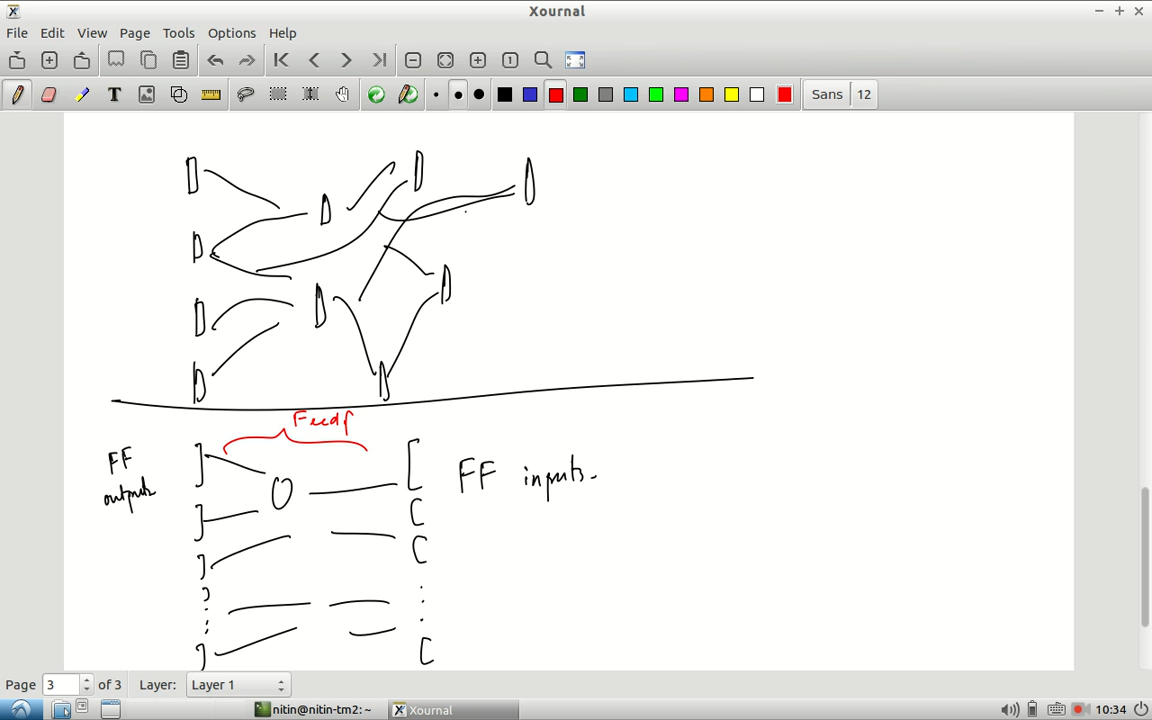 Xournal
File Edit View Page Tools Options Help
Sans 12
D D D
D D
D D D
D D
Feedf
FF
outputs
FF inputs.
Page 3 of 3 Layer: Layer 1
nitin@nitin-tm2: ~ Xournal 10:34